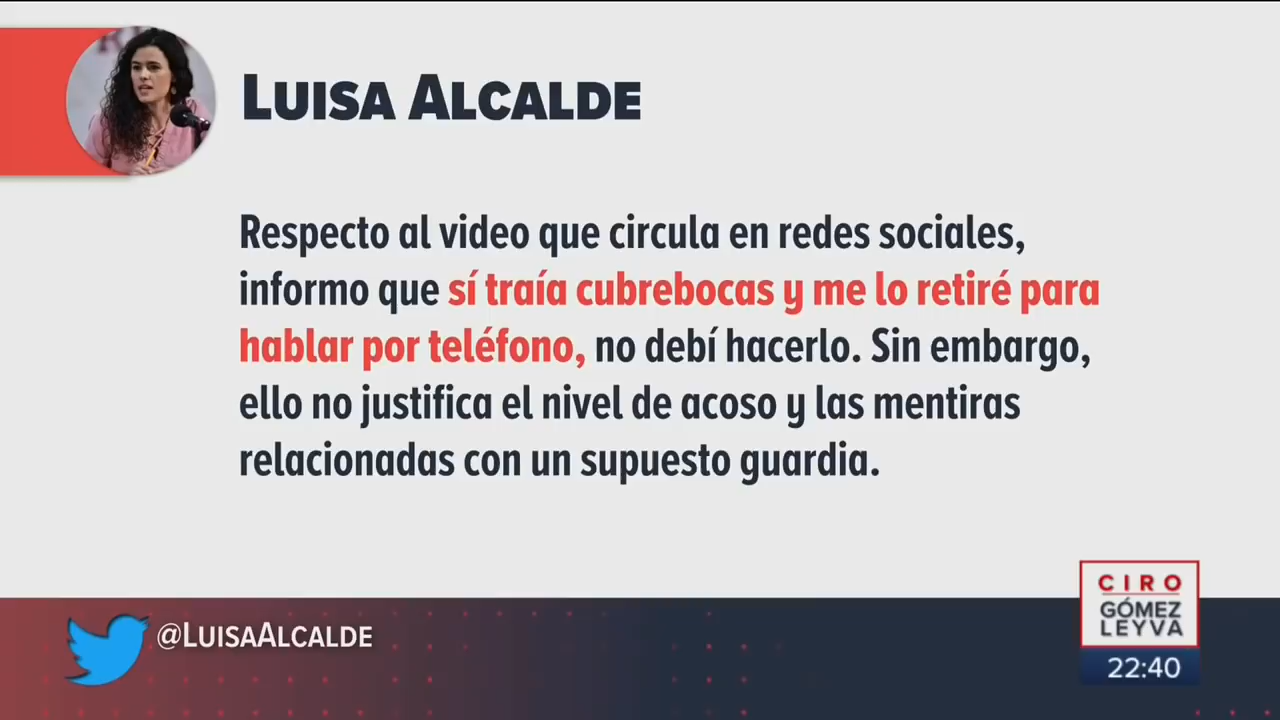 LUISA ALCALDE
Respecto al video que circula en redes sociales,
informo que sí traía cubrebocas y me lo retiré para
hablar por teléfono, no debí hacerlo. Sin embargo,
ello no justifica el nivel de acoso y las mentiras
relacionadas con un supuesto guardia.
@LUISAALCALDE
CIRO
GÓMEZ
LEYVA
22:40